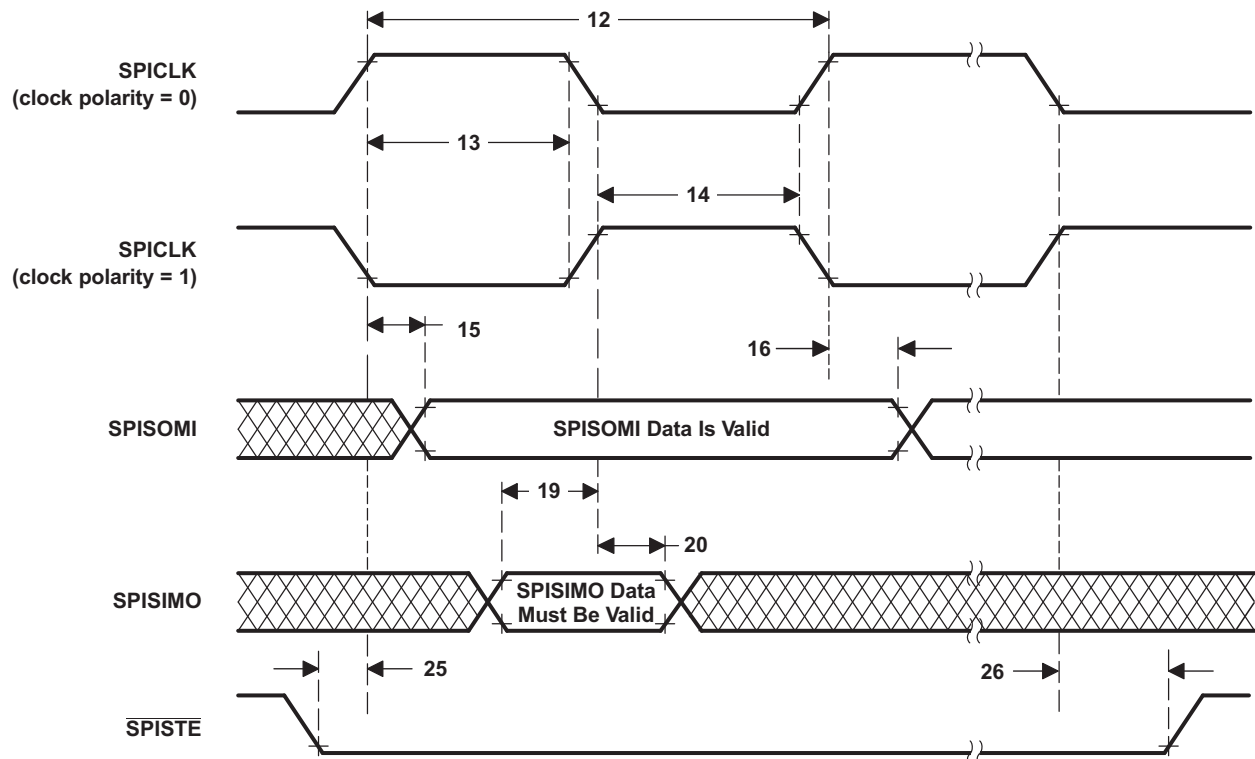 12
SPICLK
(clock polarity = 0)
13
14
SPICLK
(clock polarity = 1)
15
16
SPISOMI
SPISOMI Data Is Valid
19
20
SPISIMO
SPISIMO Data
Must Be Valid
25
26
SPISTE